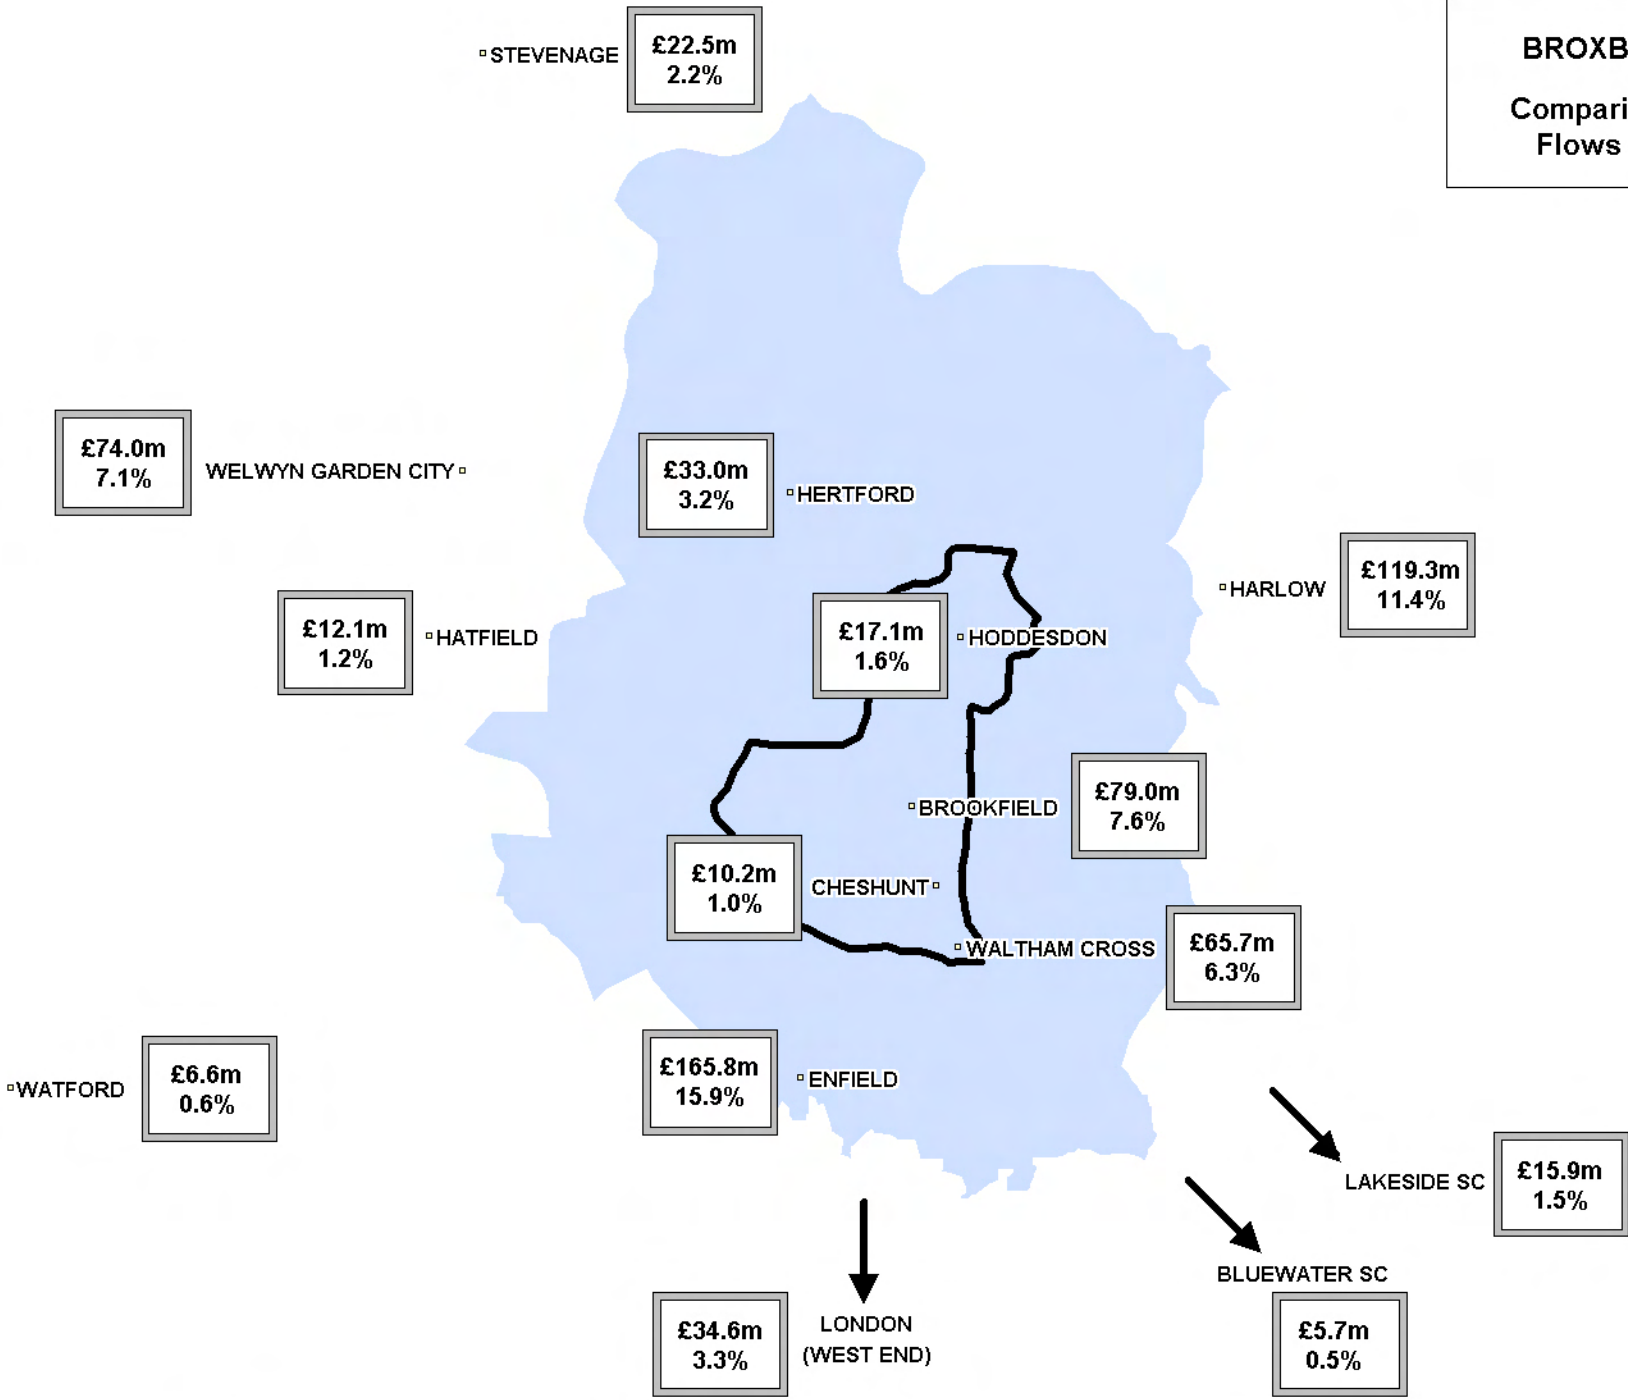 BROXB
Compari
Flows
STEVENAGE
£22.5m
2.2%
£74.0m
7.1%
WELWYN GARDEN CITY
£33.0m
3.2%
HERTFORD
HARLOW
£119.3m
11.4%
£12.1m
1.2%
HATFIELD
£17.1m
1.6%
HODDESDON
BROOKFIELD
£79.0m
7.6%
£10.2m
1.0%
CHESHUNT
WALTHAM CROSS
£65.7m
6.3%
WATFORD
£6.6m
0.6%
£165.8m
15.9%
ENFIELD
LAKESIDE SC
£15.9m
1.5%
BLUEWATER SC
£5.7m
0.5%
£34.6m
3.3%
LONDON
(WEST END)